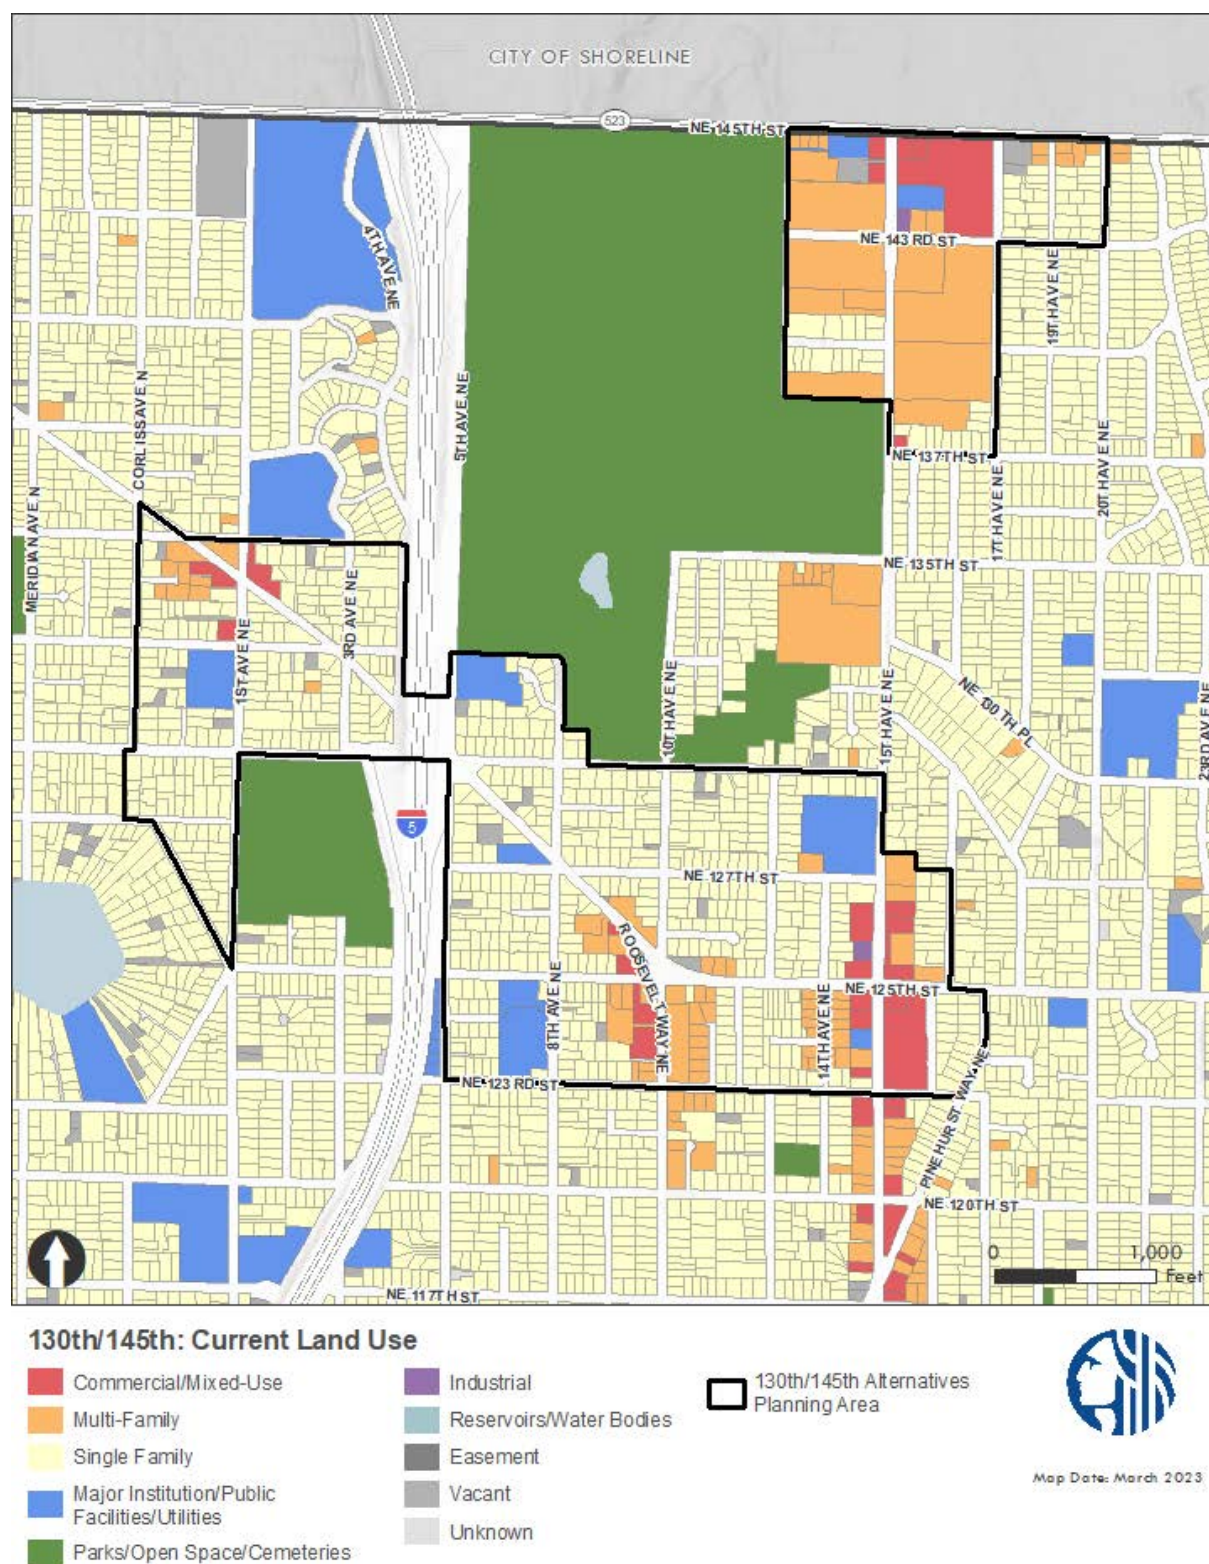 CITY OF SHORELINE
523
NE 145TH ST
4TH AVE NE
NE 143RD ST
19TH AVE NE
CORLISS AVE N
5TH AVE NE
20TH AVE NE
NE 137TH ST
17TH AVE NE
MERIDIAN AVE N
NE 135TH ST
3RD AVE NE
1ST AVE NE
10TH AVE NE
15TH AVE NE
NE 130TH PL
23RD AVE NE
5
NE 127TH ST
ROOSEVELT WAY NE
8TH AVE NE
14TH AVE NE
NE 125TH ST
NE 123RD ST
PINEHURST WAY NE
NE 120TH ST
0 1,000
Feet
NE 117TH ST
130th/145th: Current Land Use
Commercial/Mixed-Use
Multi-Family
Single Family
Major Institution/Public
Facilities/Utilities
Parks/Open Space/Cemeteries
Industrial
Reservoirs/Water Bodies
Easement
Vacant
Unknown
130th/145th Alternatives
Planning Area
Map Date: March 2023